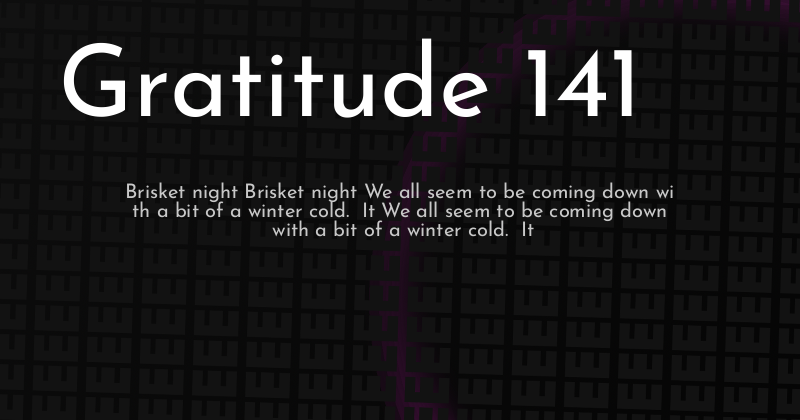 Gratitude 141
Brisket night Brisket night We all seem to be coming down wi
th a bit of a winter cold.  It We all seem to be coming down
with a bit of a winter cold.  It